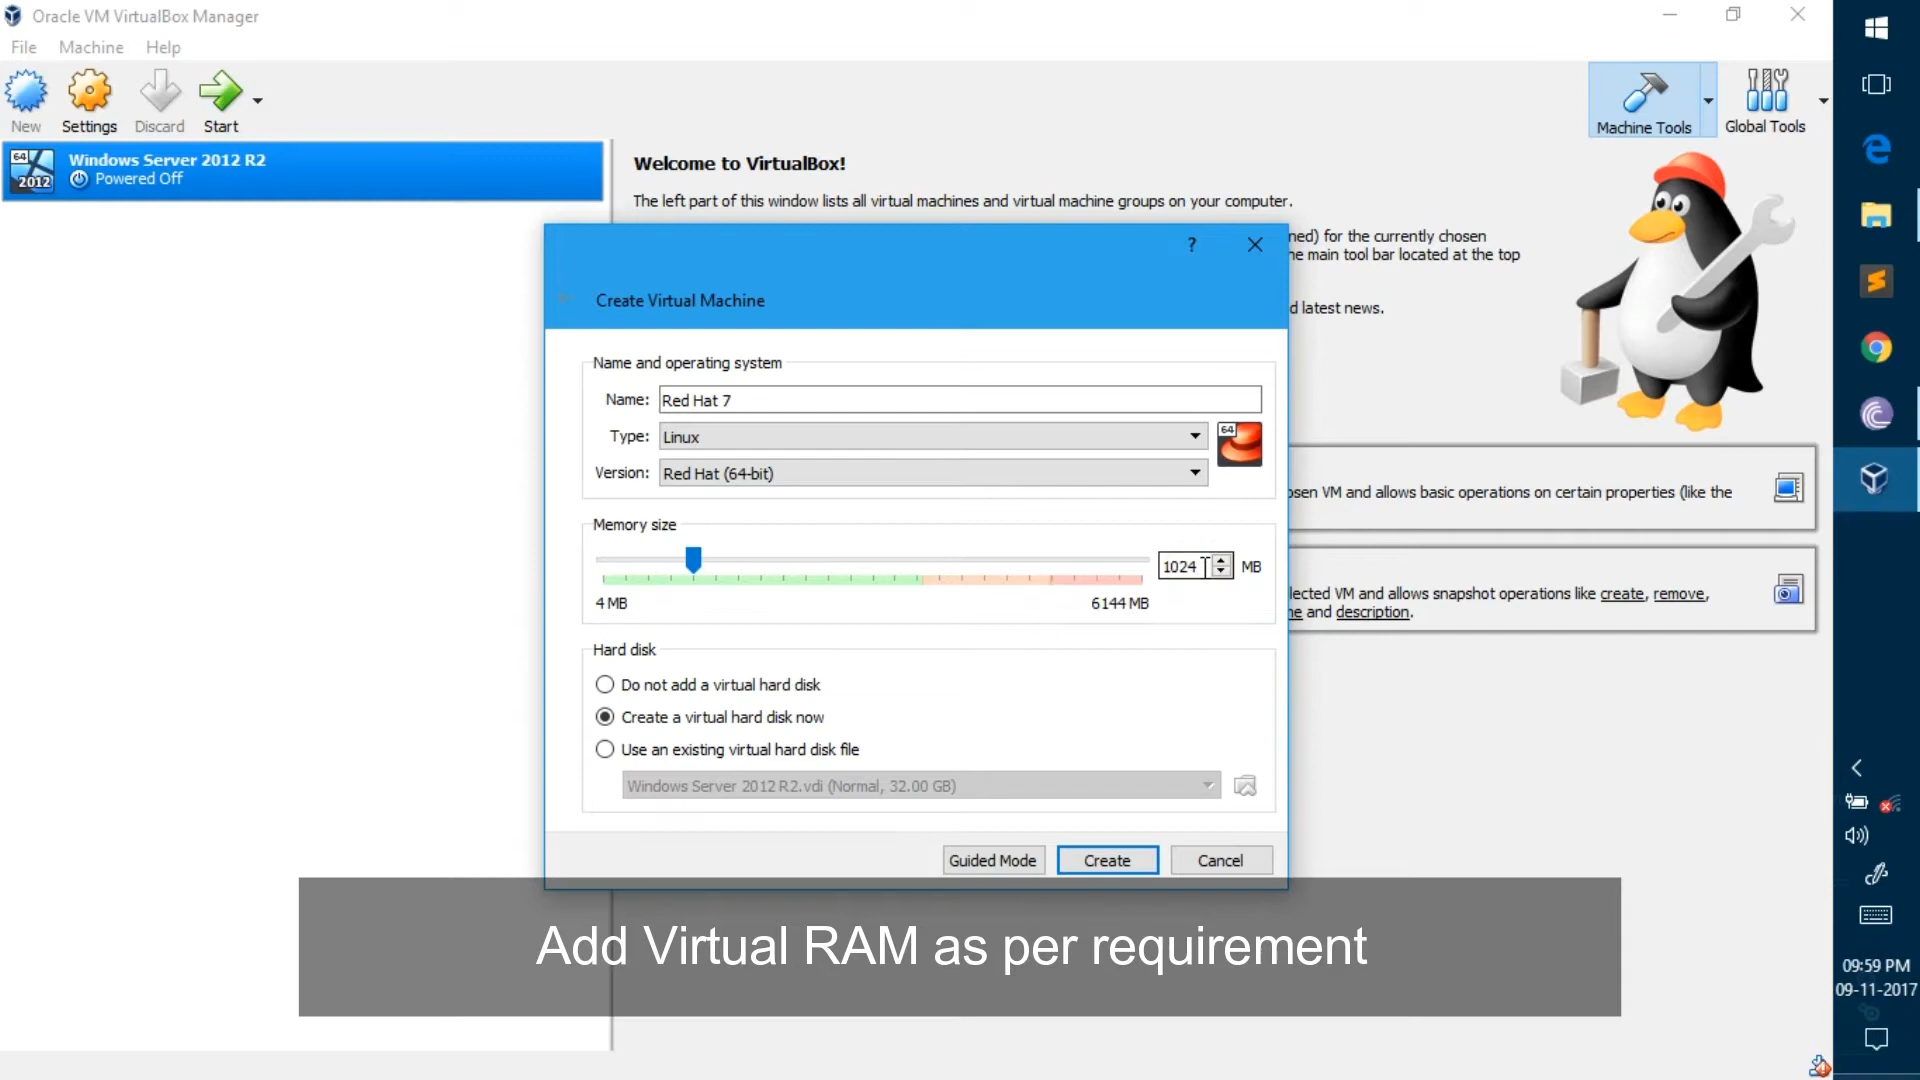 Oracle VM VirtualBox Manager
File Machine Help
New Settings Discard Start
Machine Tools Global Tools
64
2012
Windows Server 2012 R2
Powered Off
Welcome to VirtualBox!
The left part of this window lists all virtual machines and virtual machine groups on your computer.
ned) for the currently chosen
he main tool bar located at the top
d latest news.
?
Create Virtual Machine
Name and operating system
Name: Red Hat 7
Type: Linux
64
Version: Red Hat (64-bit)
osen VM and allows basic operations on certain properties (like the
Memory size
1024 MB
4 MB 6144 MB
lected VM and allows snapshot operations like create, remove,
ne and description.
Hard disk
Do not add a virtual hard disk
Create a virtual hard disk now
Use an existing virtual hard disk file
Windows Server 2012 R2.vdi (Normal, 32.00 GB)
Guided Mode Create Cancel
Add Virtual RAM as per requirement
09:59 PM
09-11-2017